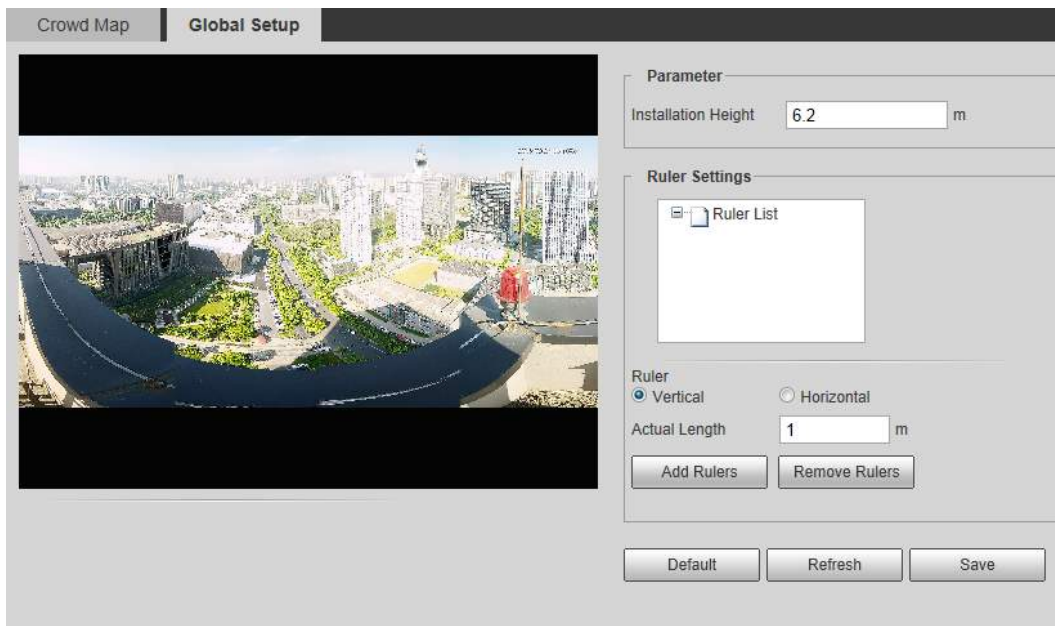 Crowd Map Global Setup
Parameter
Installation Height 6.2 m
Ruler Settings
Ruler List
Ruler
Vertical Horizontal
Actual Length 1 m
Add Rulers Remove Rulers
Default Refresh Save